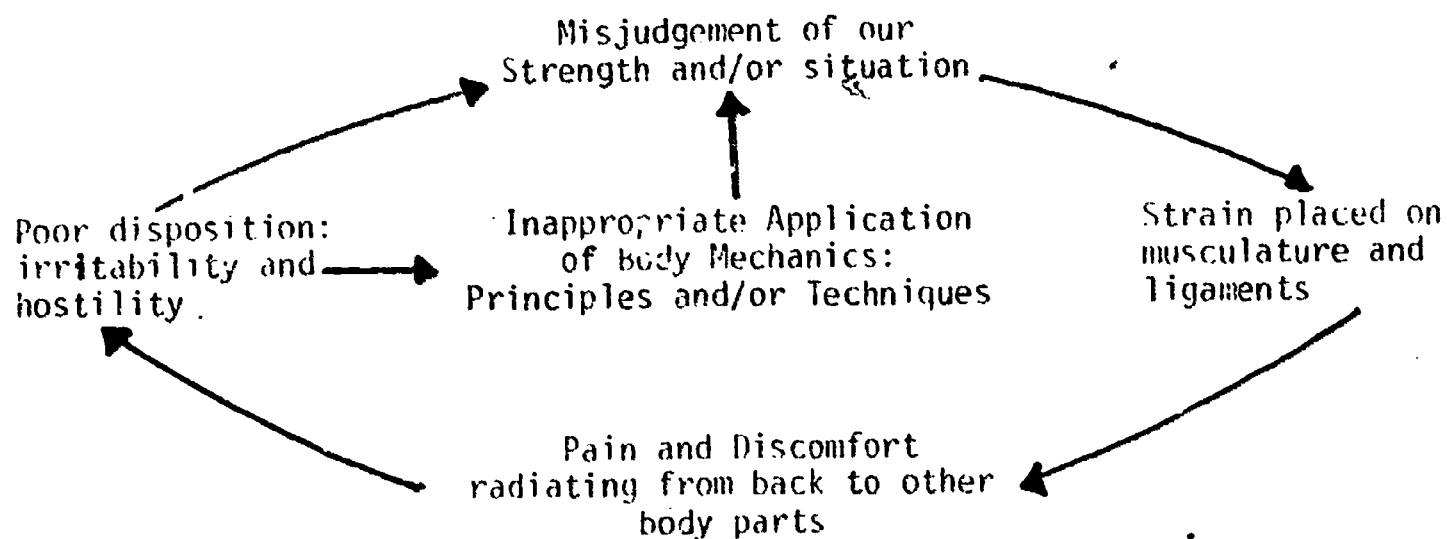 Misjudgement of our
Strength and/or situation
Poor disposition:
irritability and
hostility
Inappropriate Application
of Body Mechanics:
Principles and/or Techniques
Strain placed on
musculature and
ligaments
Pain and Discomfort
radiating from back to other
body parts